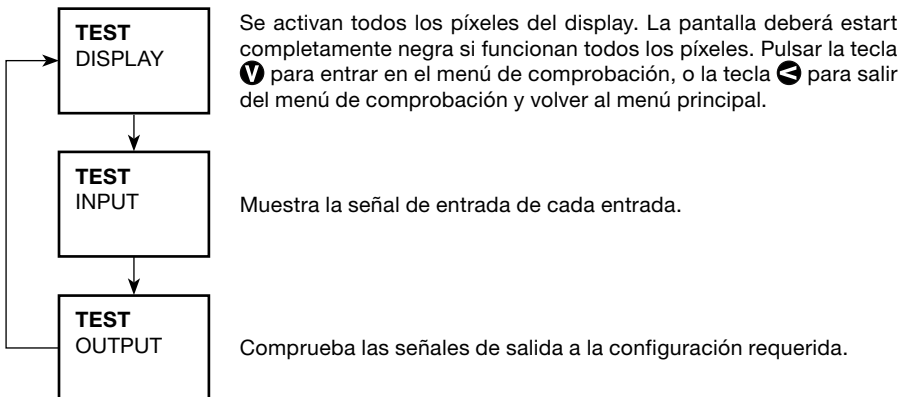 TEST
DISPLAY
Se activan todos los píxeles del display. La pantalla deberá estart
completamente negra si funcionan todos los píxeles. Pulsar la tecla
V para entrar en el menú de comprobación, o la tecla < para salir
del menú de comprobación y volver al menú principal.
TEST
INPUT
Muestra la señal de entrada de cada entrada.
TEST
OUTPUT
Comprueba las señales de salida a la configuración requerida.